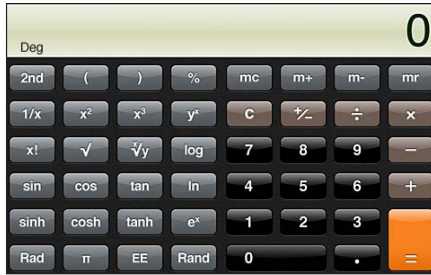 0
Deg
2nd ( ) % mc m+ m- mr
1/x x² x³ yˣ C +/− ÷ ×
x! √ ˣ√y log 7 8 9 −
sin cos tan ln 4 5 6 +
sinh cosh tanh eˣ 1 2 3
Rad π EE Rand 0 . =